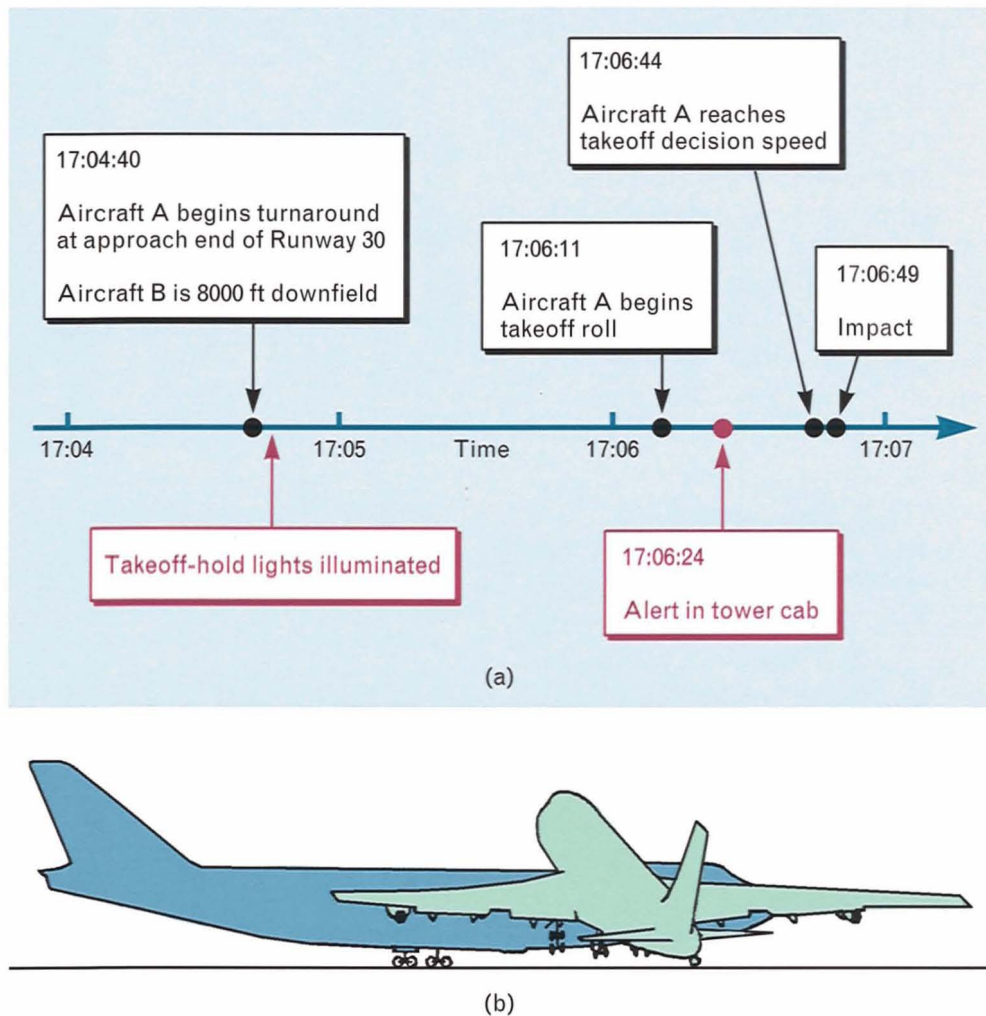 17:04:40
Aircraft A begins turnaround
at approach end of Runway 30
Aircraft B is 8000 ft downfield
17:06:11
Aircraft A begins
takeoff roll
17:06:44
Aircraft A reaches
takeoff decision speed
17:06:49
Impact
17:04
17:05
Time
17:06
17:07
Takeoff-hold lights illuminated
17:06:24
Alert in tower cab
(a)
(b)